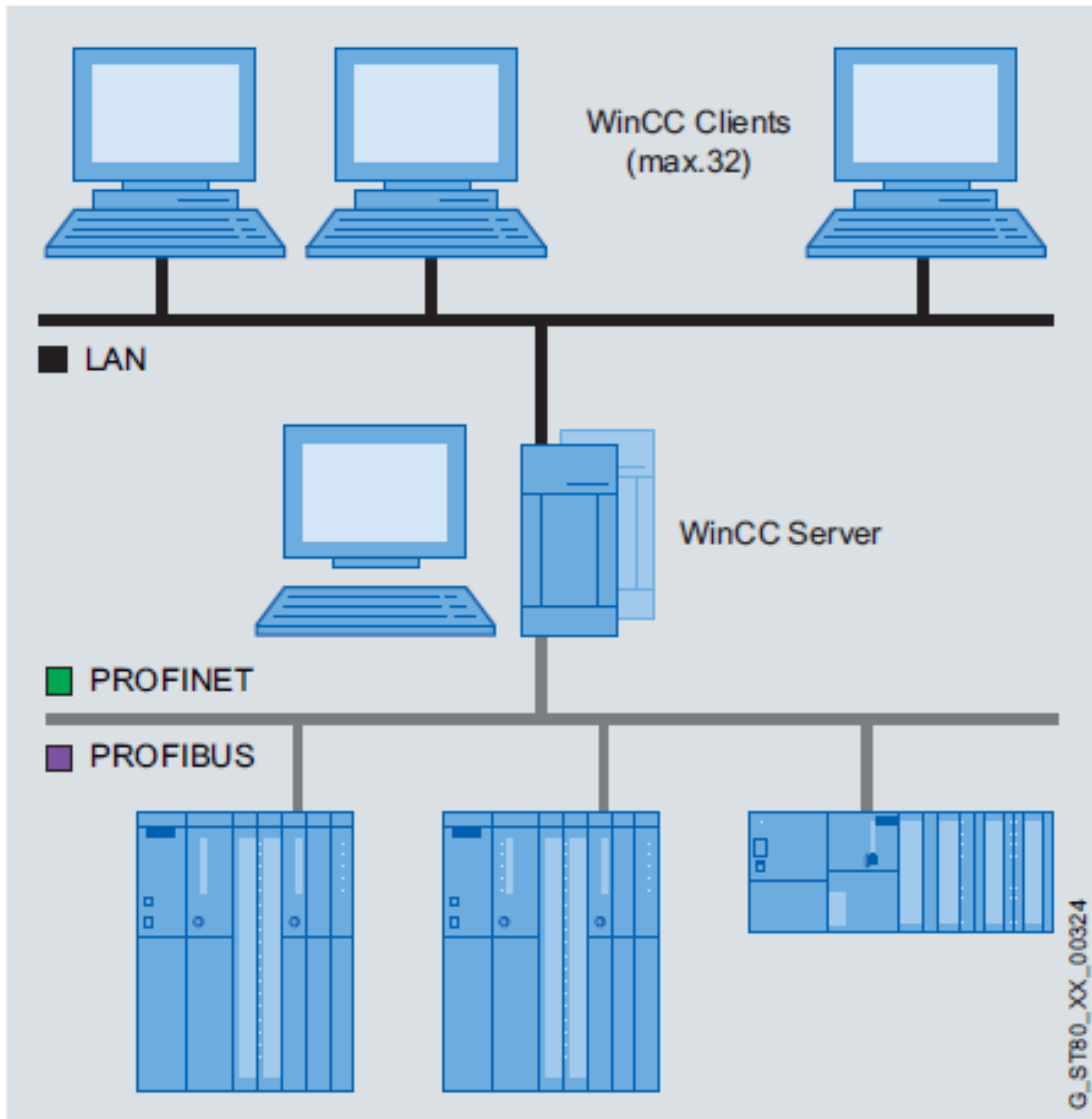 WinCC Clients
(max.32)
LAN
WinCC Server
PROFINET
PROFIBUS
G_ST80_XX_00324